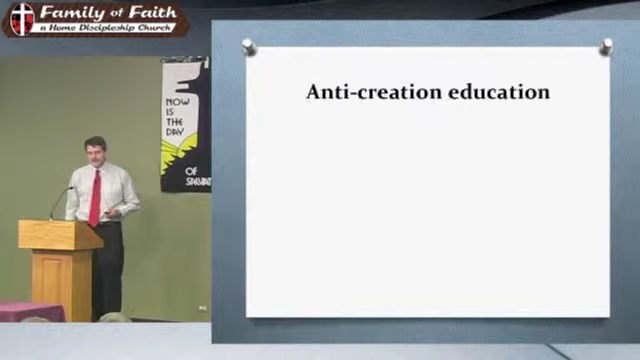 Family of Faith
a Home Discipleship Church
Anti-creation education
NOW
IS
THE
DAY
OF
SALVAT